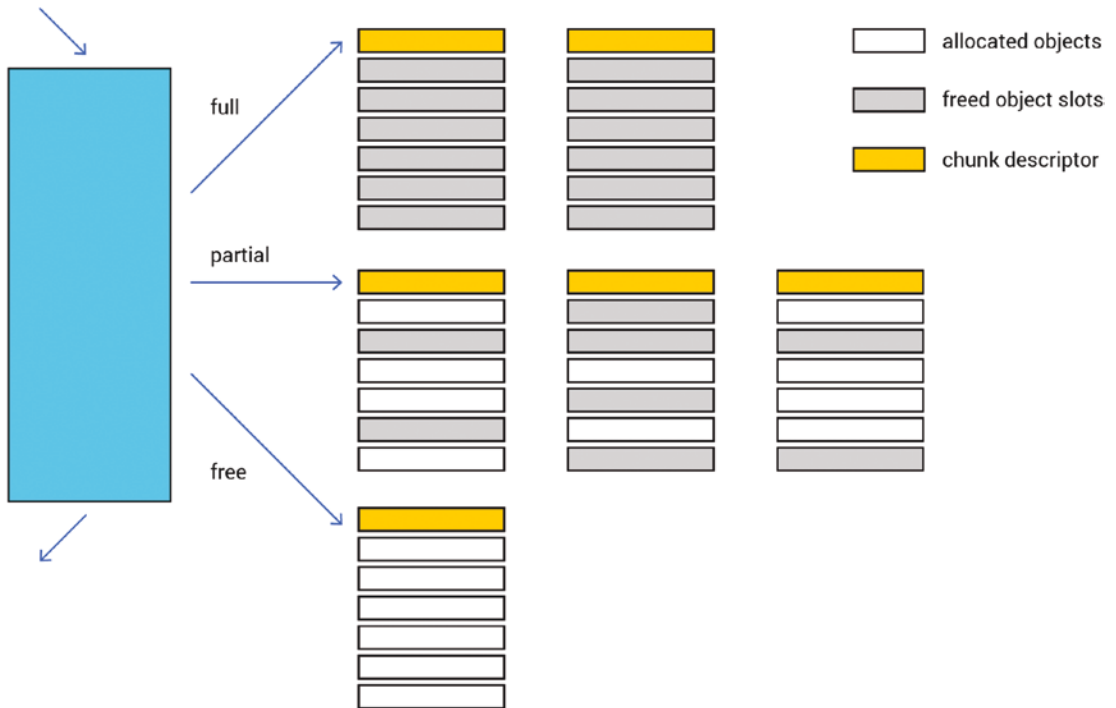 full
partial
free
allocated objects
freed object slots
chunk descriptor